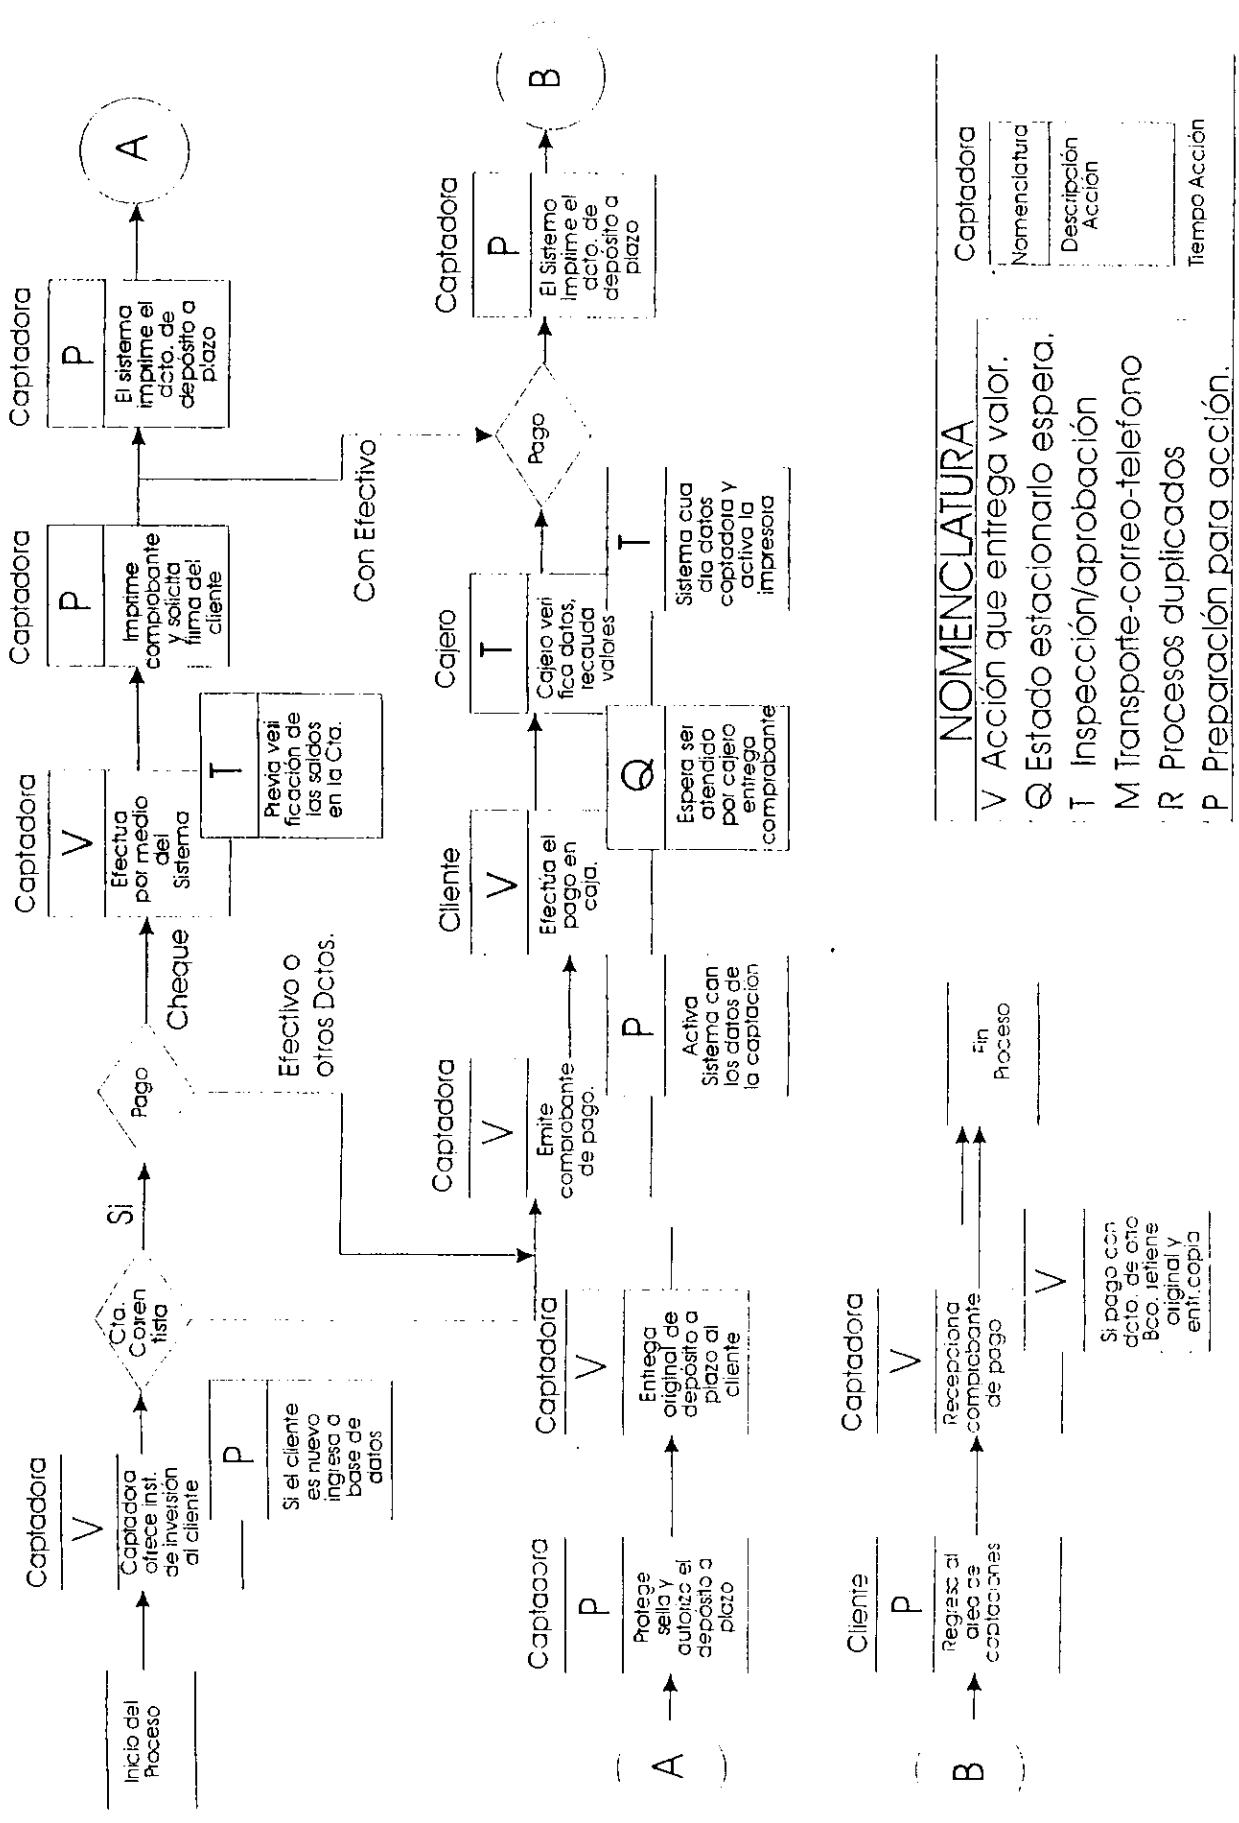 Inicio del
Proceso
Captadora
V
Captadora
ofrece inst.
de inversión
al cliente
P
Si el cliente
es nuevo
ingresa a
base de
datos
Cta.
Corren
tista
Si
Pago
Cheque
Efectivo o
otros Dctos.
Captadora
V
Efectua
por medio
del
Sistema
T
Previa veri
ficación de
las saldos
en la Cta.
Captadora
P
Imprime
comprobante
y solicita
firma del
cliente
Con Efectivo
Captadora
P
El sistema
imprime el
dcto. de
depósito a
plazo
A
Captadora
V
Emite
comprobante
de pago.
P
Activa
Sistema can
los datos de
la captación
Cliente
V
Efectúa el
pago en
caja.
Q
Espera ser
atendido
por cajero
entrega
comprabante
Cajero
T
Cajero veri
fica datos,
recauda
valares
T
Sistema cua
dia datos
captadora y
activa la
impresora
Pago
Captadora
P
El Sistemo
Imprime el
dcto. de
depósito a
plazo
B
A
Captadora
P
Protege
sella y
autoriza el
depósito a
plazo
Captadora
V
Entrega
original de
depósito a
plazo al
cliente
B
Cliente
P
Regresa al
area de
captaciones
Captadora
V
Recepciona
comprobante
de pago
V
Si pago con
dcto. de otro
Bco. retiene
original y
entr.copia
Fin
Proceso
NOMENCLATURA
V Acción que entrega valor.
Q Estado estacionarlo espera.
T Inspección/aprobación
M Transporte-correo-telefono
R Procesos duplicados
P Preparación para acción.
Captadora
Nomenclatura
Descripción
Acción
Tiempo Acción